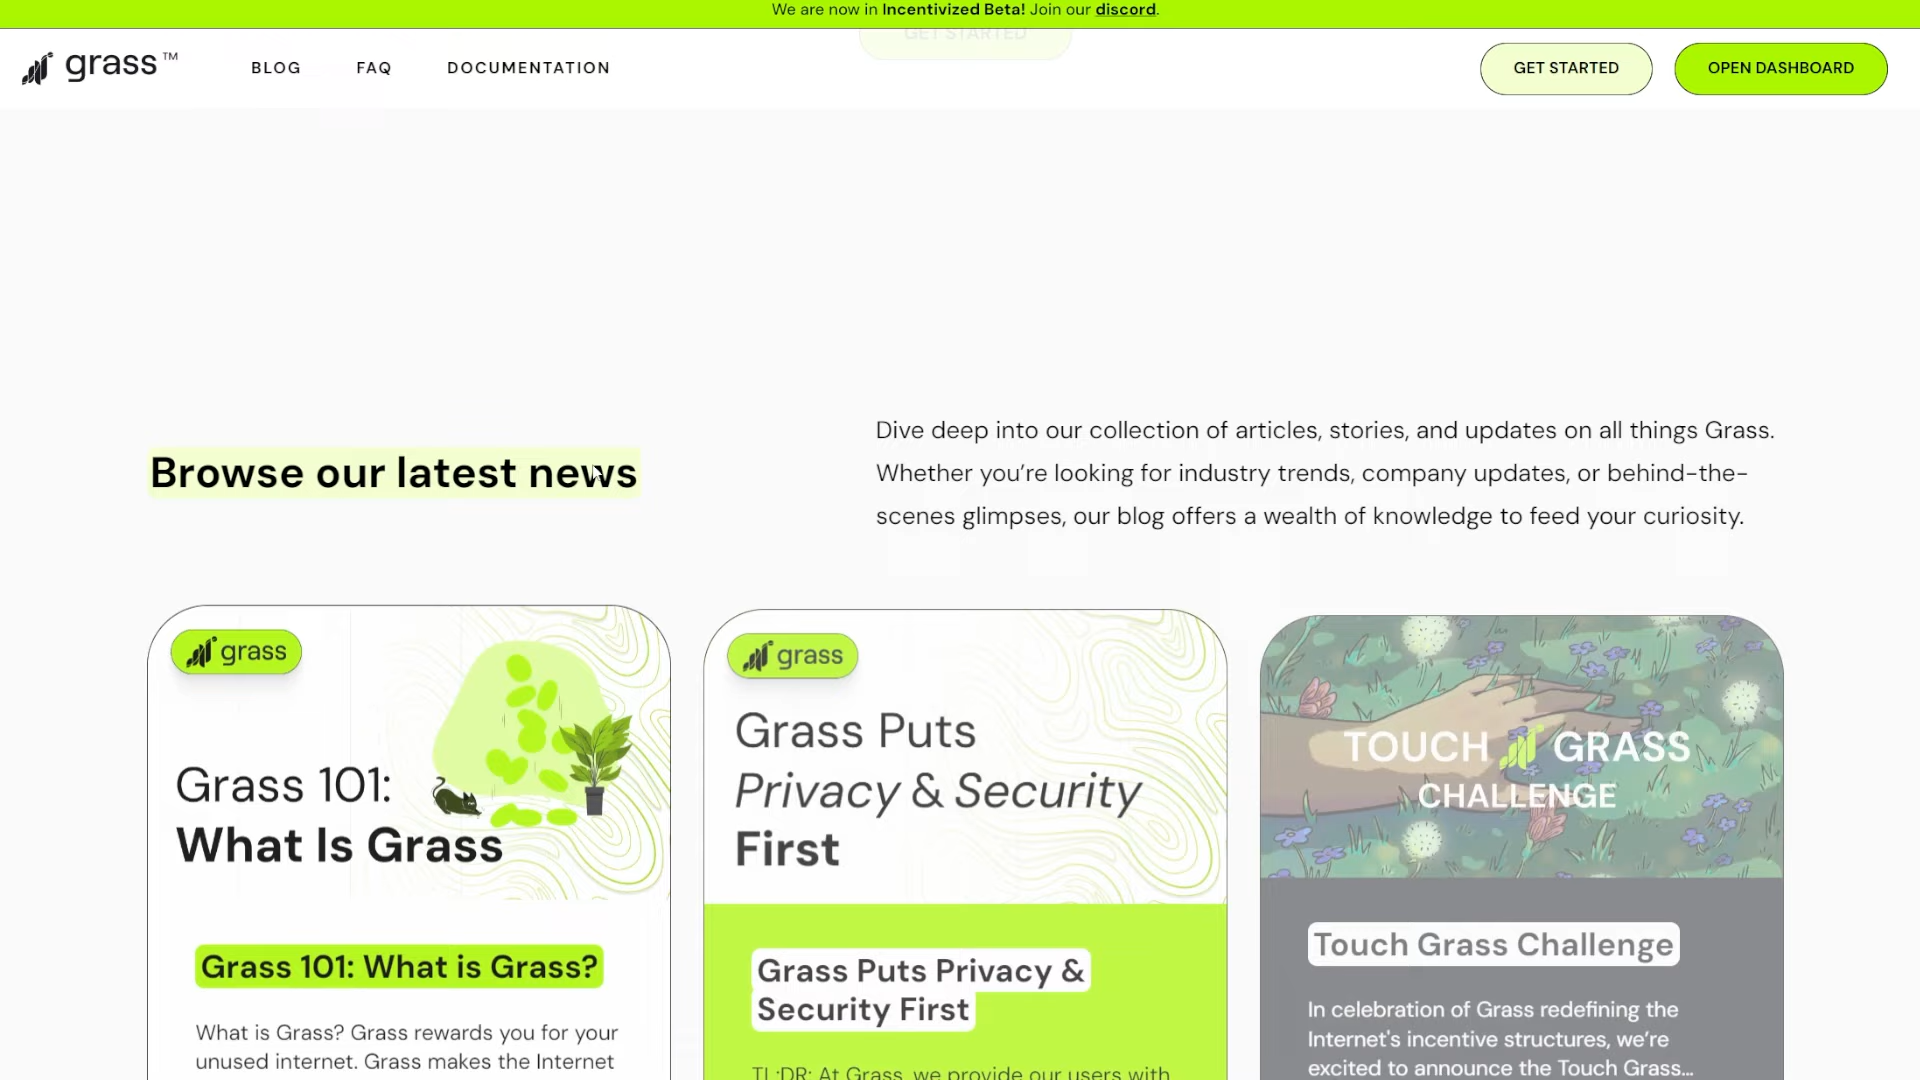 We are now in Incentivized Beta! Join our discord.
GET STARTED
grass™
BLOG
FAQ
DOCUMENTATION
GET STARTED
OPEN DASHBOARD
Browse our latest news
Dive deep into our collection of articles, stories, and updates on all things Grass.
Whether you’re looking for industry trends, company updates, or behind-the-
scenes glimpses, our blog offers a wealth of knowledge to feed your curiosity.
grass
Grass 101:
What Is Grass
Grass 101: What is Grass?
What is Grass? Grass rewards you for your
unused internet. Grass makes the Internet
grass
Grass Puts
Privacy & Security
First
Grass Puts Privacy &
Security First
TL;DR: At Grass, we provide our users with
TOUCH GRASS
CHALLENGE
Touch Grass Challenge
In celebration of Grass redefining the
Internet's incentive structures, we’re
excited to announce the Touch Grass...